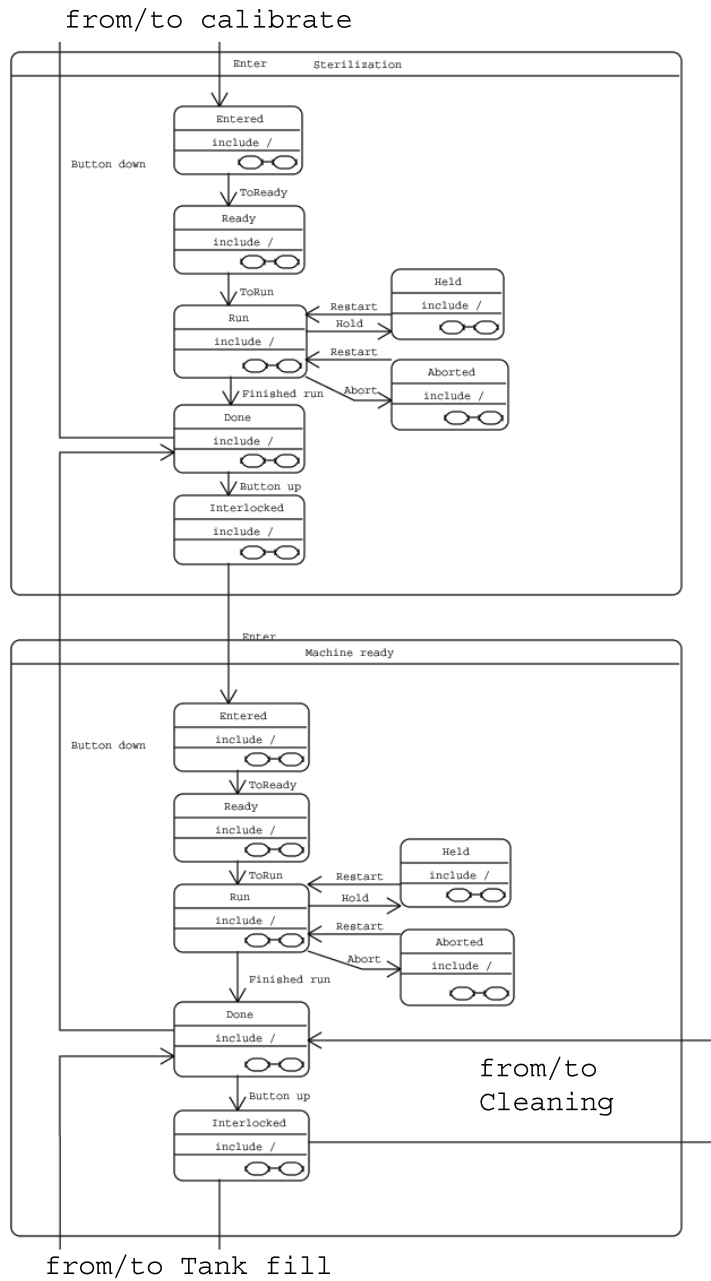 from/to calibrate
Enter Sterilization
Entered
include /
Button down
ToReady
Ready
include /
ToRun
Held
include /
Run
include /
Restart
Hold
Restart
Aborted
include /
Abort
Finished run
Done
include /
Button up
Interlocked
include /
Enter
Machine ready
Entered
include /
Button down
ToReady
Ready
include /
ToRun
Held
include /
Run
include /
Restart
Hold
Restart
Aborted
include /
Abort
Finished run
Done
include /
from/to
Cleaning
Button up
Interlocked
include /
from/to Tank fill